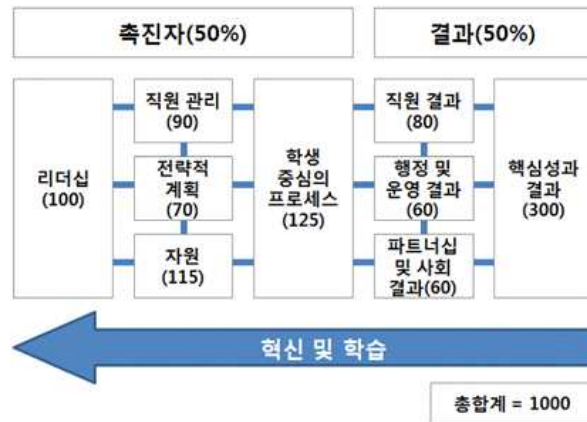 촉진자(50%)
결과(50%)
리더십
(100)
직원 관리
(90)
전략적
계획
(70)
자원
(115)
학생
중심의
프로세스
(125)
직원 결과
(80)
행정 및
운영 결과
(60)
파트너십
및 사회
결과(60)
핵심성과
결과
(300)
혁신 및 학습
총합계 = 1000